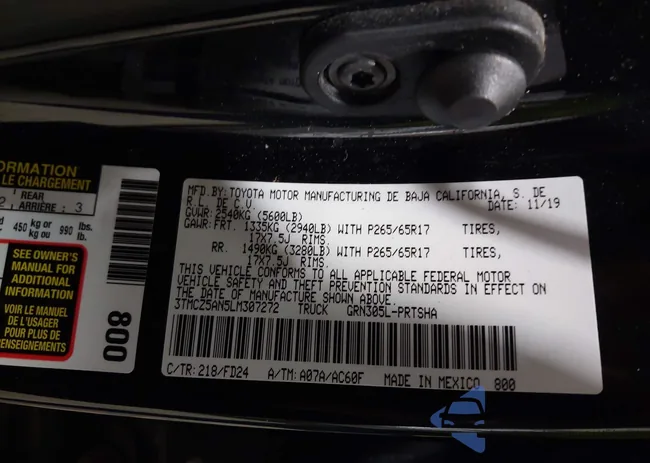 FORMATION
LE CHARGEMENT
REAR
ARRIÈRE : 3
450 kg or 990 lbs.
kg ou lb.
SEE OWNER'S
MANUAL FOR
ADDITIONAL
INFORMATION
VOIR LE MANUEL
DE L'USAGER
POUR PLUS DE
RENSEIGNEMENTS
800
MFD.BY: TOYOTA MOTOR MANUFACTURING DE BAJA CALIFORNIA, S. DE
R.L. DE C.V. DATE: 11/19
GVWR: 2540KG (5600LB)
GAWR: FRT. 1335KG (2940LB) WITH P265/65R17 TIRES,
17X7.5J RIMS
RR. 1490KG (3280LB) WITH P265/65R17 TIRES,
17X7.5J RIMS
THIS VEHICLE CONFORMS TO ALL APPLICABLE FEDERAL MOTOR
VEHICLE SAFETY AND THEFT PREVENTION STANDARDS IN EFFECT ON
THE DATE OF MANUFACTURE SHOWN ABOVE.
3TMCZ5AN5LM307272 TRUCK GRN305L-PRTSHA
C/TR: 218/FD24 A/TM: A07A/AC60F MADE IN MEXICO 800